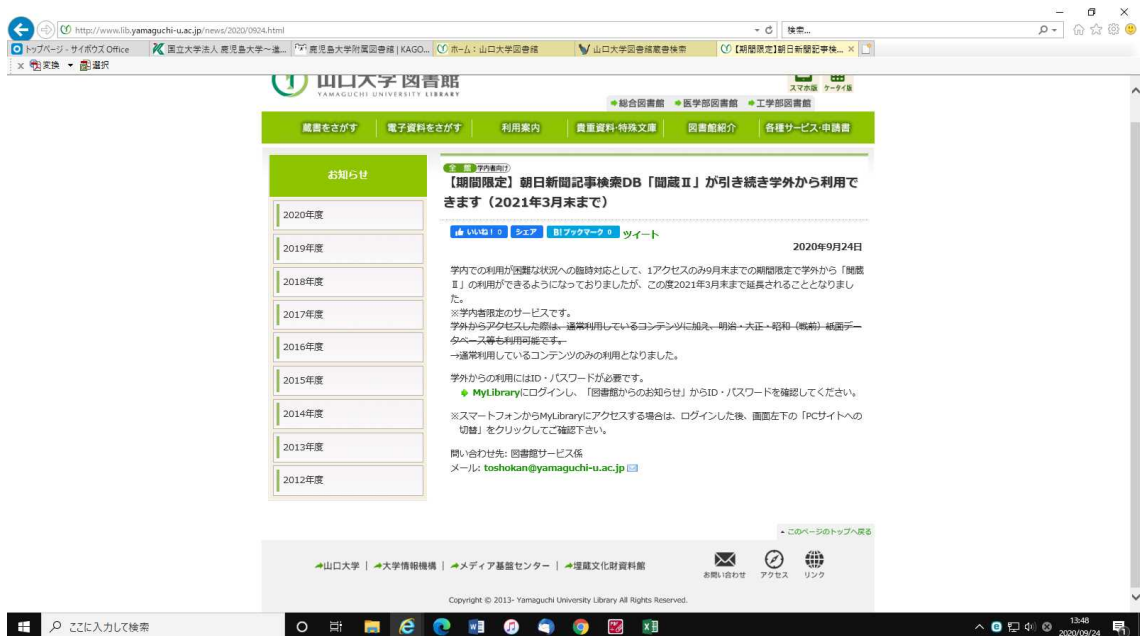 http://www.lib.yamaguchi-u.ac.jp/news/2020/0924.html
検索...
トップページ - サイボウズ Office
国立大学法人 鹿児島大学~進...
鹿児島大学附属図書館 | KAGO...
ホーム : 山口大学図書館
山口大学図書館蔵書検索
【期間限定】朝日新聞記事検...
x 変換 ▼ 選択
山口大学図書館
YAMAGUCHI UNIVERSITY LIBRARY
スマホ版 ケータイ版
総合図書館 医学部図書館 工学部図書館
蔵書をさがす 電子資料をさがす 利用案内 貴重資料・特殊文庫 図書館紹介 各種サービス・申請書
お知らせ
2020年度
2019年度
2018年度
2017年度
2016年度
2015年度
2014年度
2013年度
2012年度
全 館 学内者向け
【期間限定】朝日新聞記事検索DB「聞蔵Ⅱ」が引き続き学外から利用で
きます(2021年3月末まで)
いいね! 0 シェア B!ブックマーク 0 ツイート
2020年9月24日
学内での利用が困難な状況への臨時対応として、1アクセスのみ9月末までの期間限定で学外から「聞蔵
Ⅱ」の利用ができるようになっておりましたが、この度2021年3月末まで延長されることとなりまし
た。
※学内者限定のサービスです。
学外からアクセスした際は、通常利用しているコンテンツに加え、明治・大正・昭和(戦前)紙面デー
タベース等も利用可能です。
→通常利用しているコンテンツのみの利用となりました。
学外からの利用にはID・パスワードが必要です。
MyLibraryにログインし、「図書館からのお知らせ」からID・パスワードを確認してください。
※スマートフォンからMyLibraryにアクセスする場合は、ログインした後、画面左下の「PCサイトへの
切替」をクリックしてご確認下さい。
問い合わせ先: 図書館サービス係
メール: toshokan@yamaguchi-u.ac.jp
このページのトップへ戻る
山口大学 | 大学情報機構 | メディア基盤センター | 埋蔵文化財資料館
お問い合わせ アクセス リンク
Copyright © 2013- Yamaguchi University Library All Rights Reserved.
ここに入力して検索
13:48
2020/09/24